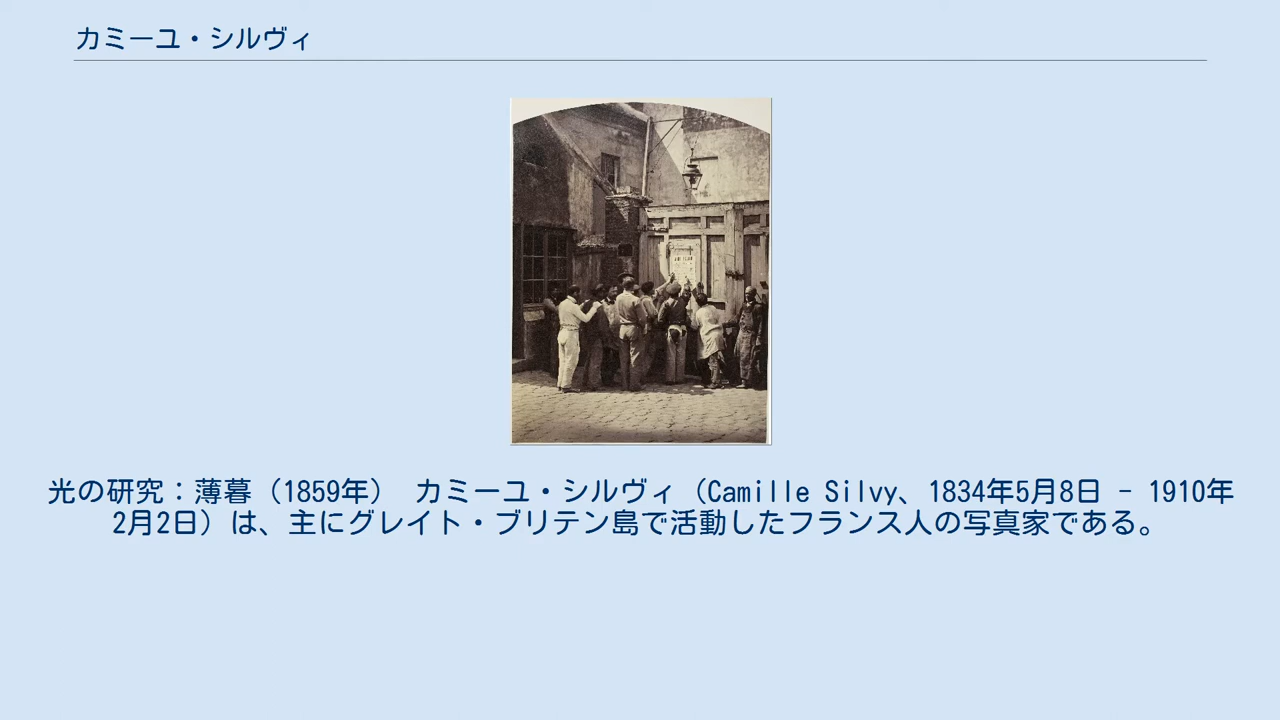 カミーユ・シルヴィ
光の研究：薄暮（1859年）　カミーユ・シルヴィ（Camille Silvy、1834年5月8日 - 1910年
2月2日）は、主にグレイト・ブリテン島で活動したフランス人の写真家である。